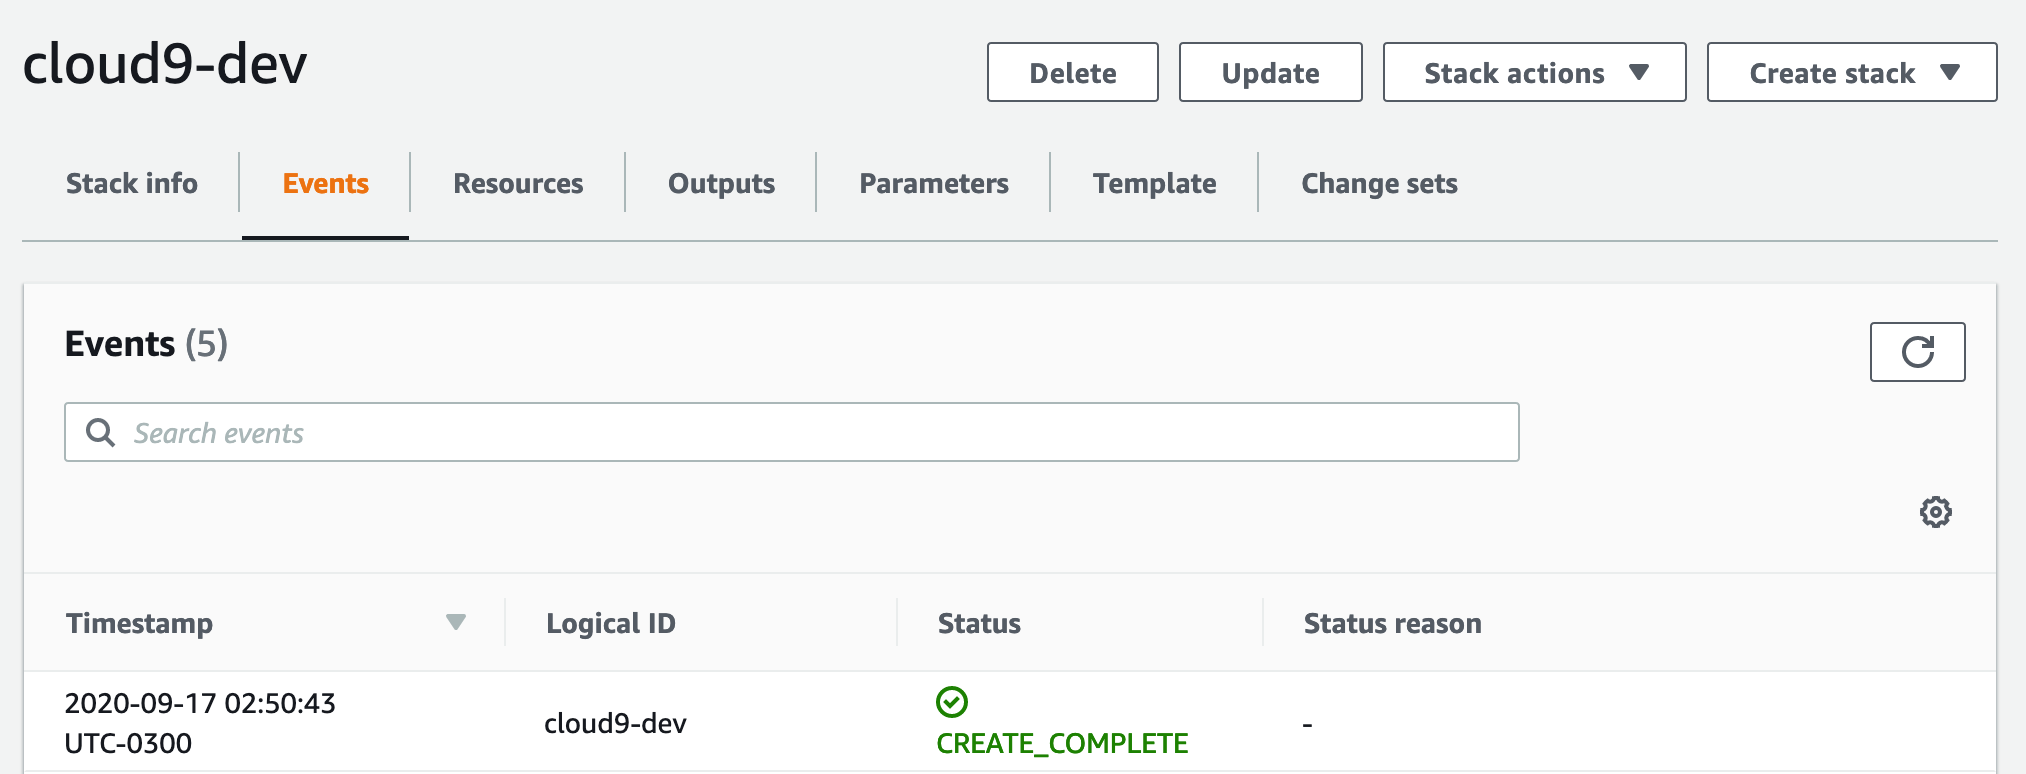 cloud9-dev
Delete Update Stack actions Create stack
Stack info Events Resources Outputs Parameters Template Change sets
Events (5)
Search events
Timestamp Logical ID Status Status reason
2020-09-17 02:50:43
UTC-0300
cloud9-dev
CREATE_COMPLETE
-